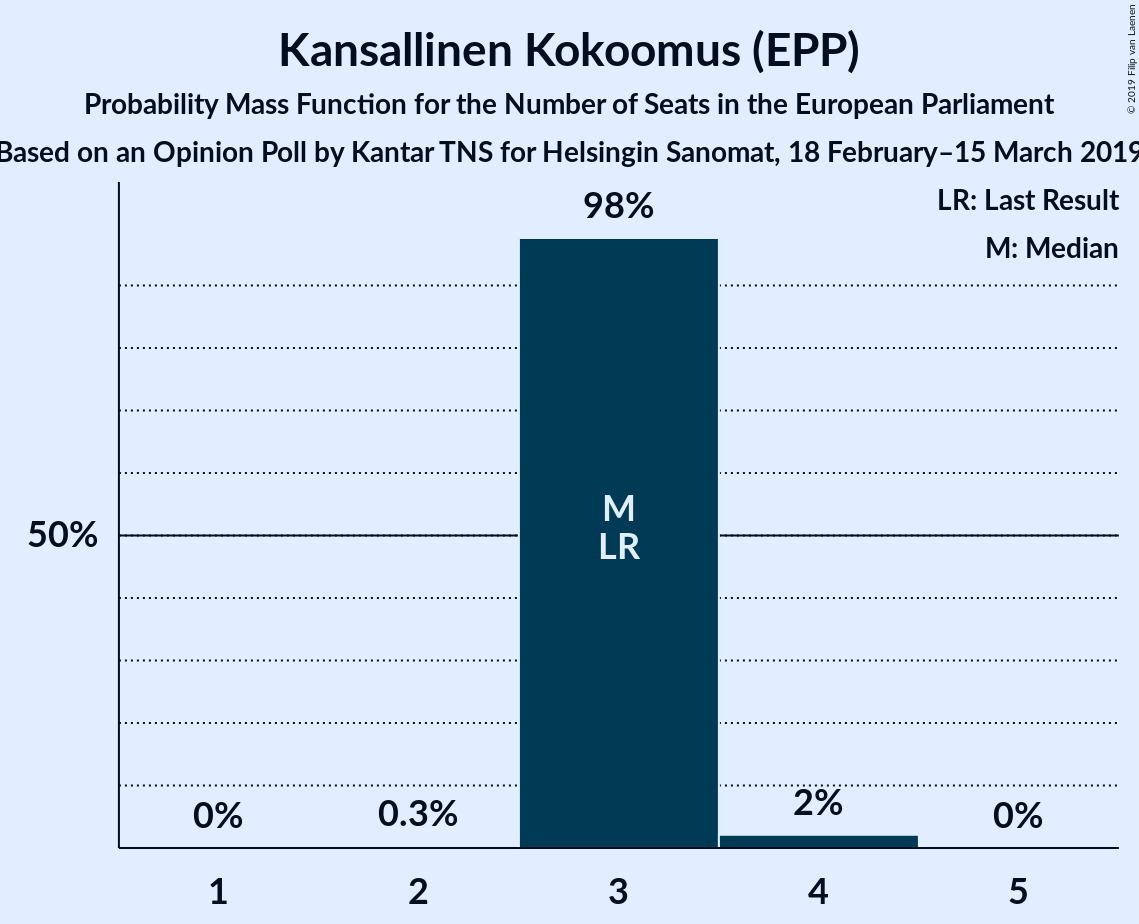 Kansallinen Kokoomus (EPP)
Probability Mass Function for the Number of Seats in the European Parliament
Based on an Opinion Poll by Kantar TNS for Helsingin Sanomat, 18 February–15 March 2019
© 2019 Filip van Laenen
LR: Last Result
M: Median
98%
50%
M
LR
0%
0.3%
2%
0%
1
2
3
4
5